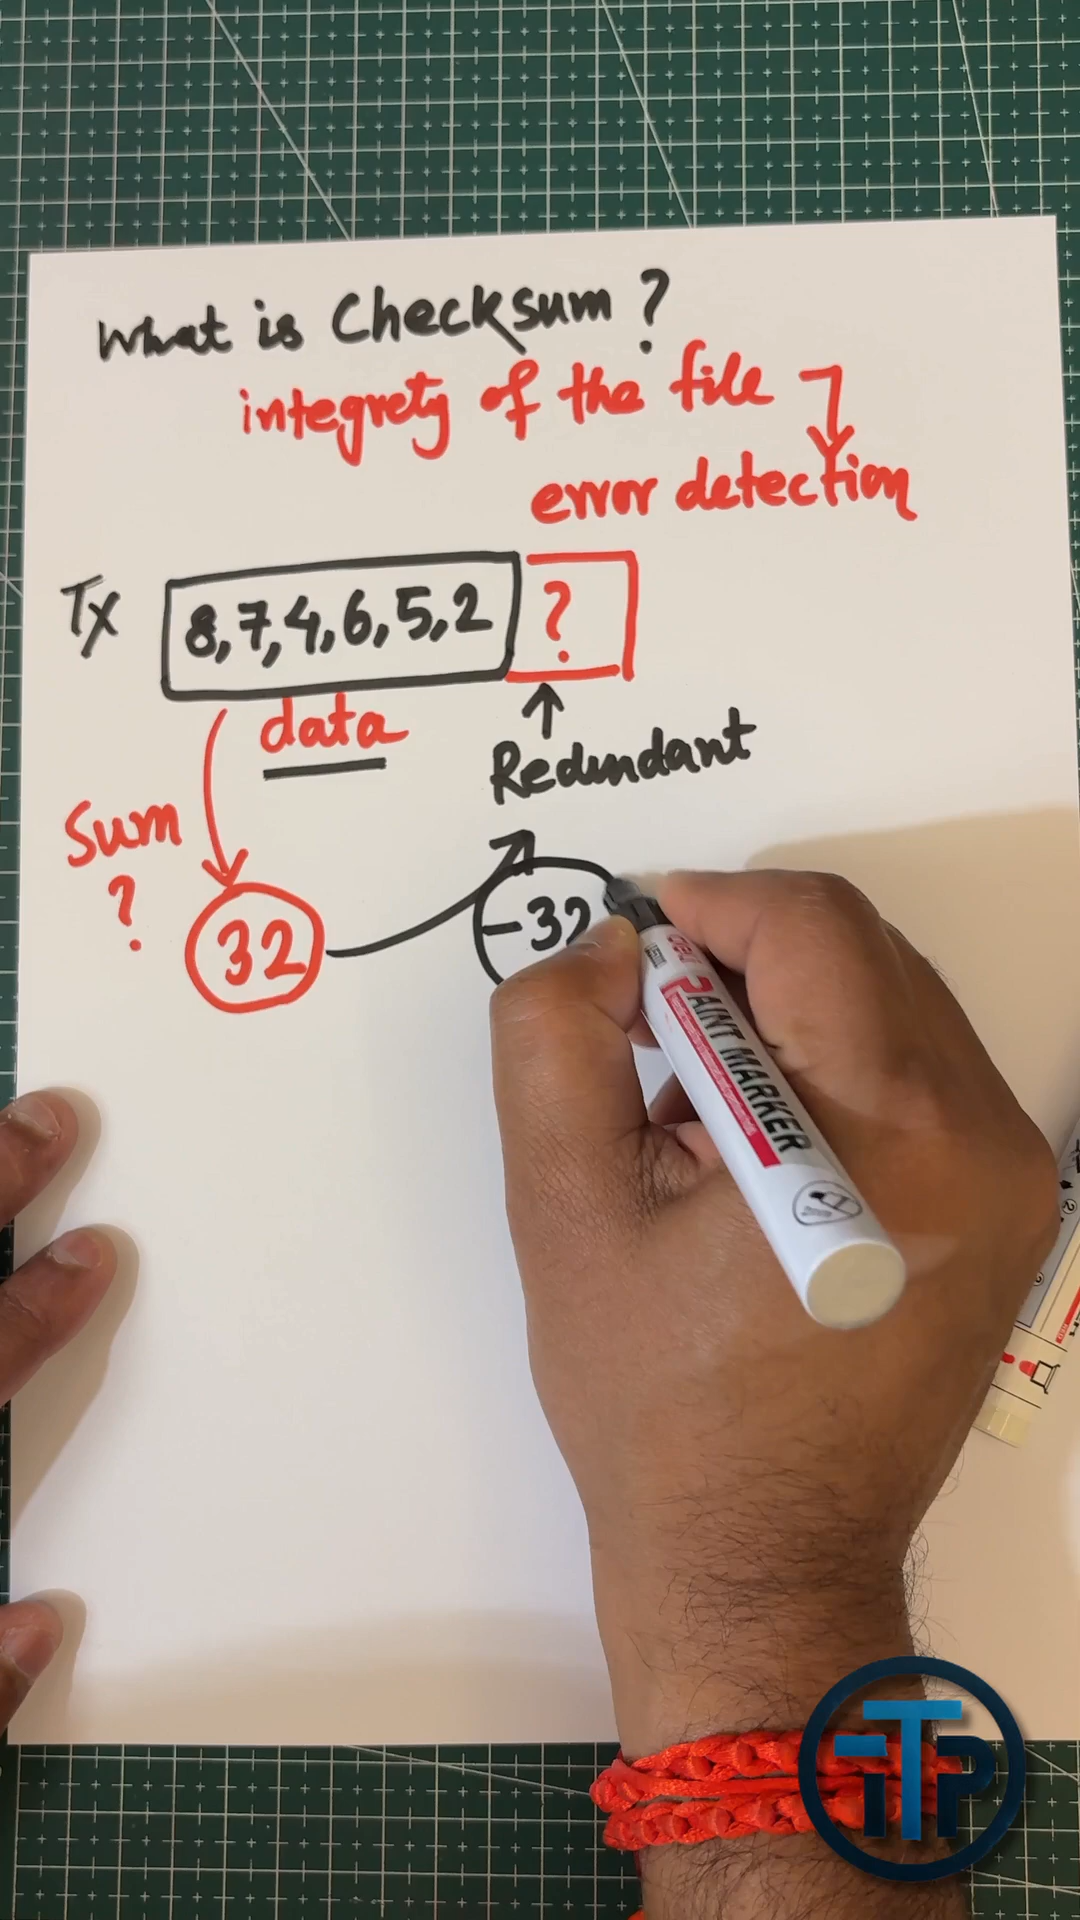 What is Checksum ?
integrety of the file
error detection
Tx 8,7,4,6,5,2 ?
data
Redundant
Sum
?
32
-32
PAINT MARKER
ITP